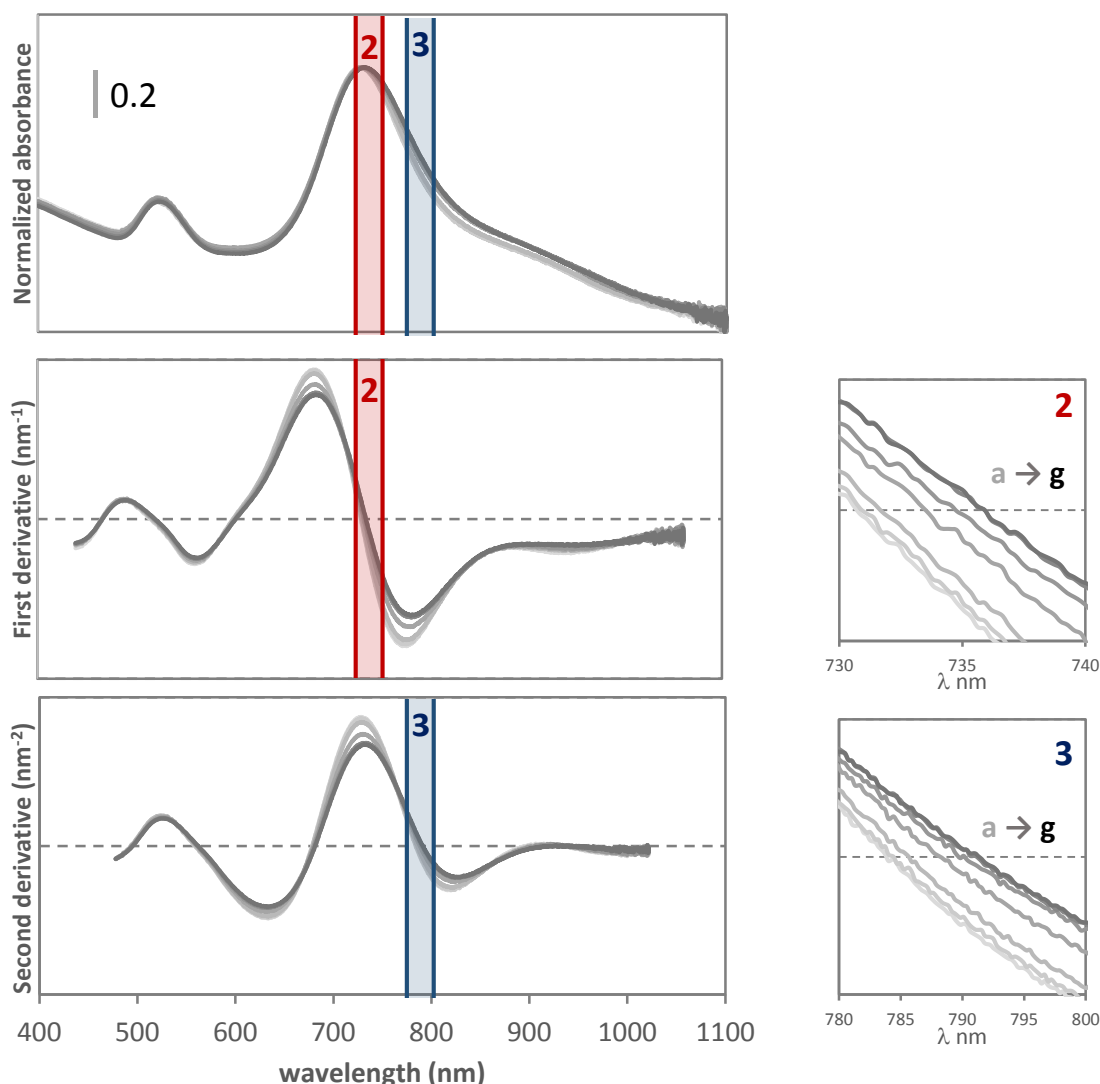 Normalized absorbance
0.2
2
3
First derivative (nm-1)
2
2
a → g
730 735 740
λ nm
Second derivative (nm-2)
3
3
a → g
780 785 790 795 800
λ nm
400 500 600 700 800 900 1000 1100
wavelength (nm)